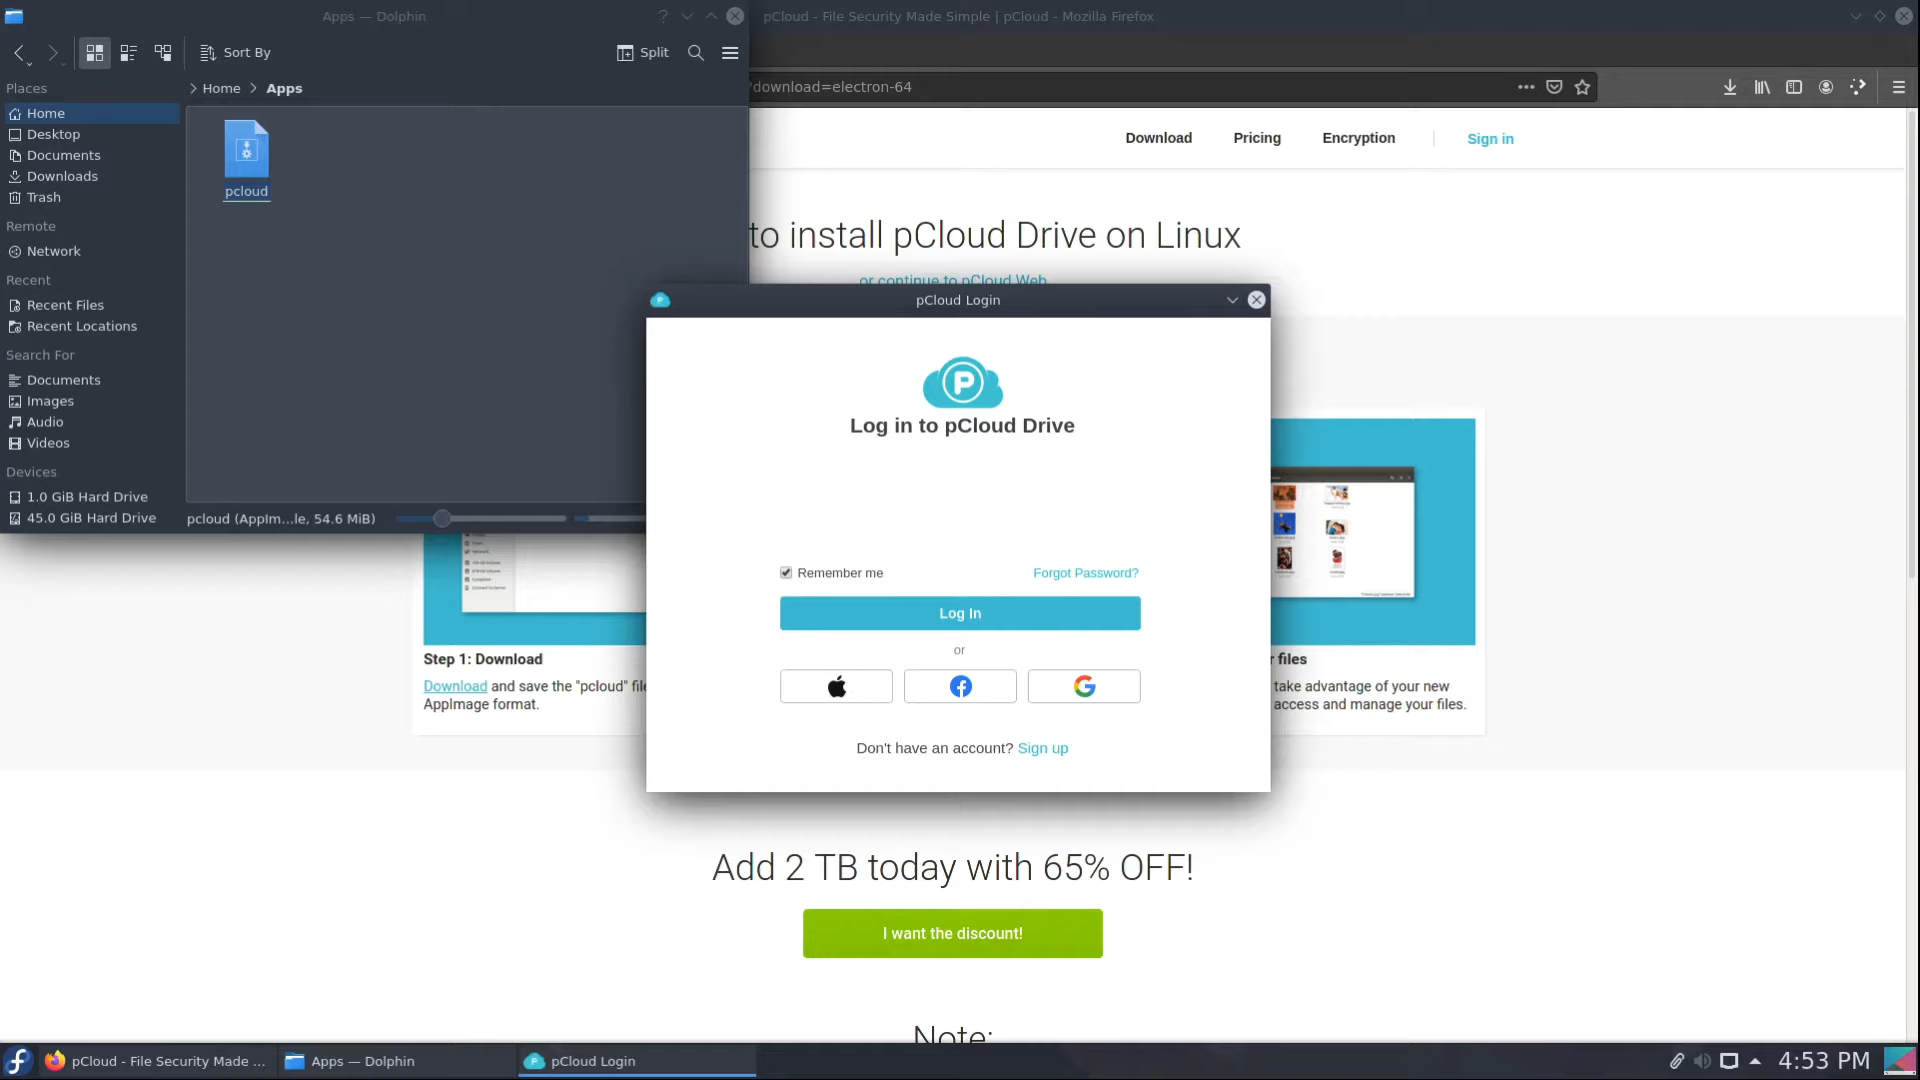 Apps — Dolphin
pCloud - File Security Made Simple | pCloud - Mozilla Firefox
Sort By
Split
?download=electron-64
Places
Home
Apps
Home
Desktop
Documents
Downloads
Trash
Remote
Network
Recent
Recent Files
Recent Locations
Search For
Documents
Images
Audio
Videos
Devices
1.0 GiB Hard Drive
45.0 GiB Hard Drive
pcloud
pcloud (AppIm...le, 54.6 MiB)
Download
Pricing
Encryption
Sign in
to install pCloud Drive on Linux
or continue to pCloud Web
pCloud Login
Log in to pCloud Drive
Remember me
Forgot Password?
Log In
or
Don't have an account? Sign up
Step 1: Download
Download and save the "pcloud" file
AppImage format.
r files
take advantage of your new
access and manage your files.
Add 2 TB today with 65% OFF!
I want the discount!
Note:
pCloud - File Security Made ...
Apps — Dolphin
pCloud Login
4:53 PM